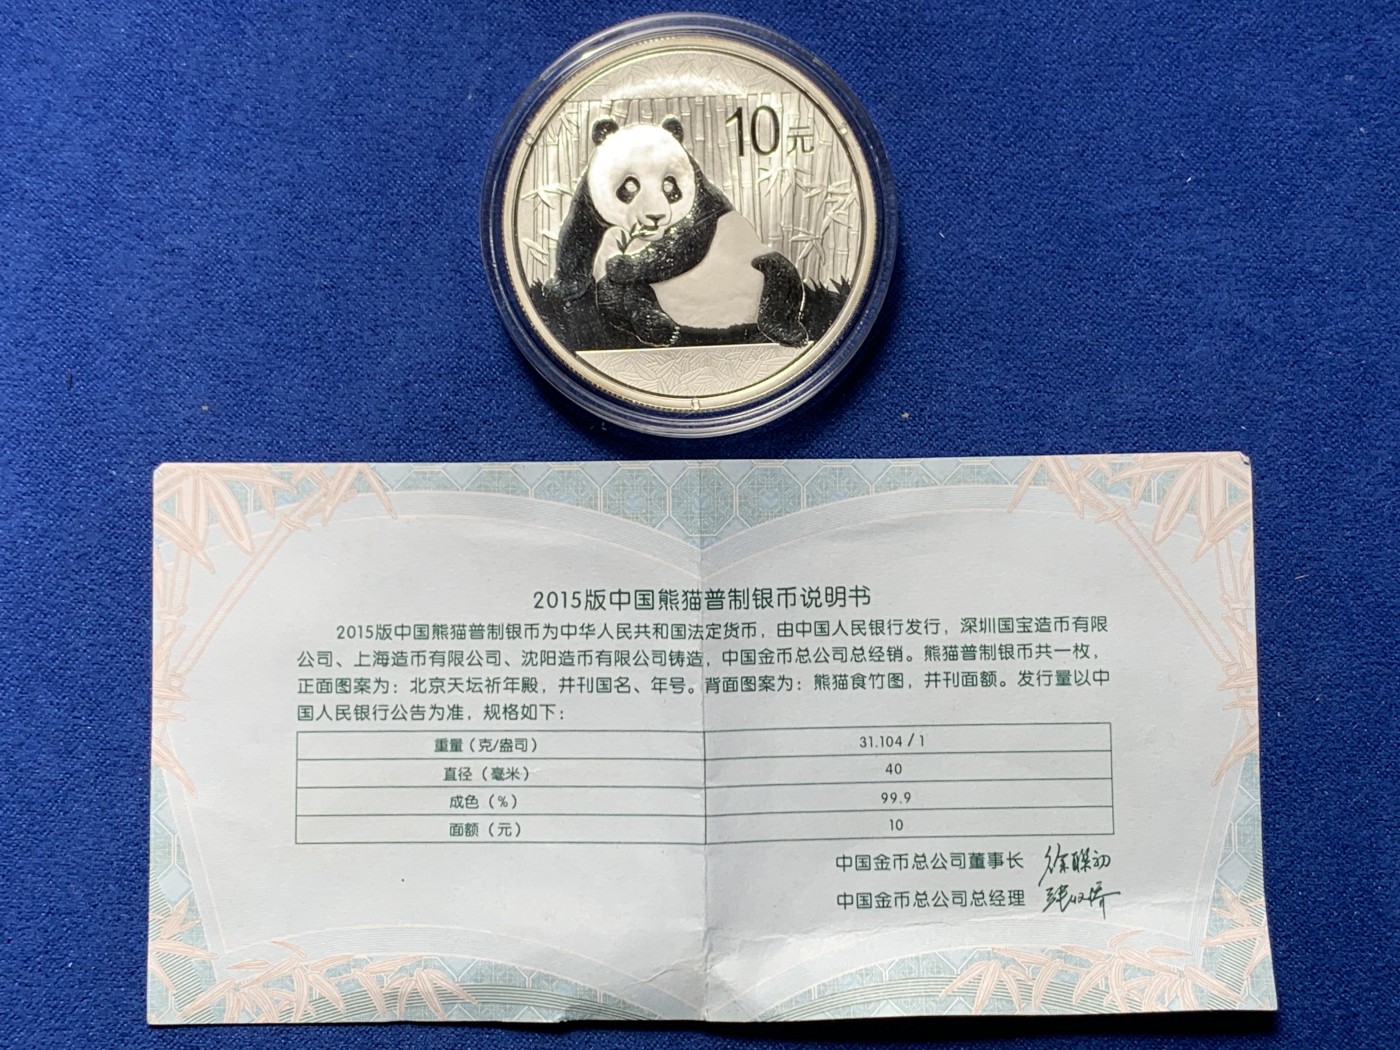 10元
2015版中国熊猫普制银币说明书
2015版中国熊猫普制银币为中华人民共和国法定货币，由中国人民银行发行，深圳国宝造币有限
公司、上海造币有限公司、沈阳造币有限公司铸造，中国金币总公司总经销。熊猫普制银币共一枚，
正面图案为：北京天坛祈年殿，并刊国名、年号。背面图案为：熊猫食竹图，并刊面额。发行量以中
国人民银行公告为准，规格如下：
重量（克/盎司） 31.104 / 1
直径（毫米） 40
成色（%） 99.9
面额（元） 10
中国金币总公司董事长
中国金币总公司总经理